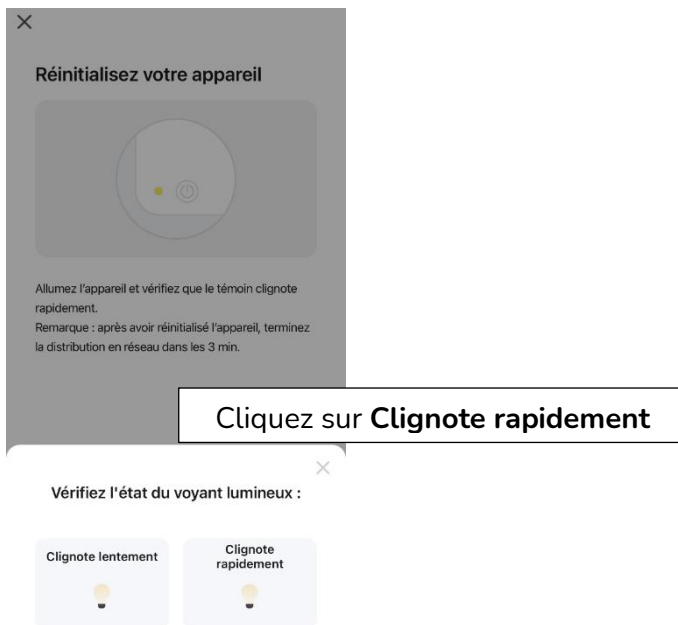 Réinitialisez votre appareil
Allumez l'appareil et vérifiez que le témoin clignote
rapidement.
Remarque : après avoir réinitialisé l'appareil, terminez
la distribution en réseau dans les 3 min.
Cliquez sur Clignote rapidement
Vérifiez l'état du voyant lumineux :
Clignote lentement
Clignote
rapidement